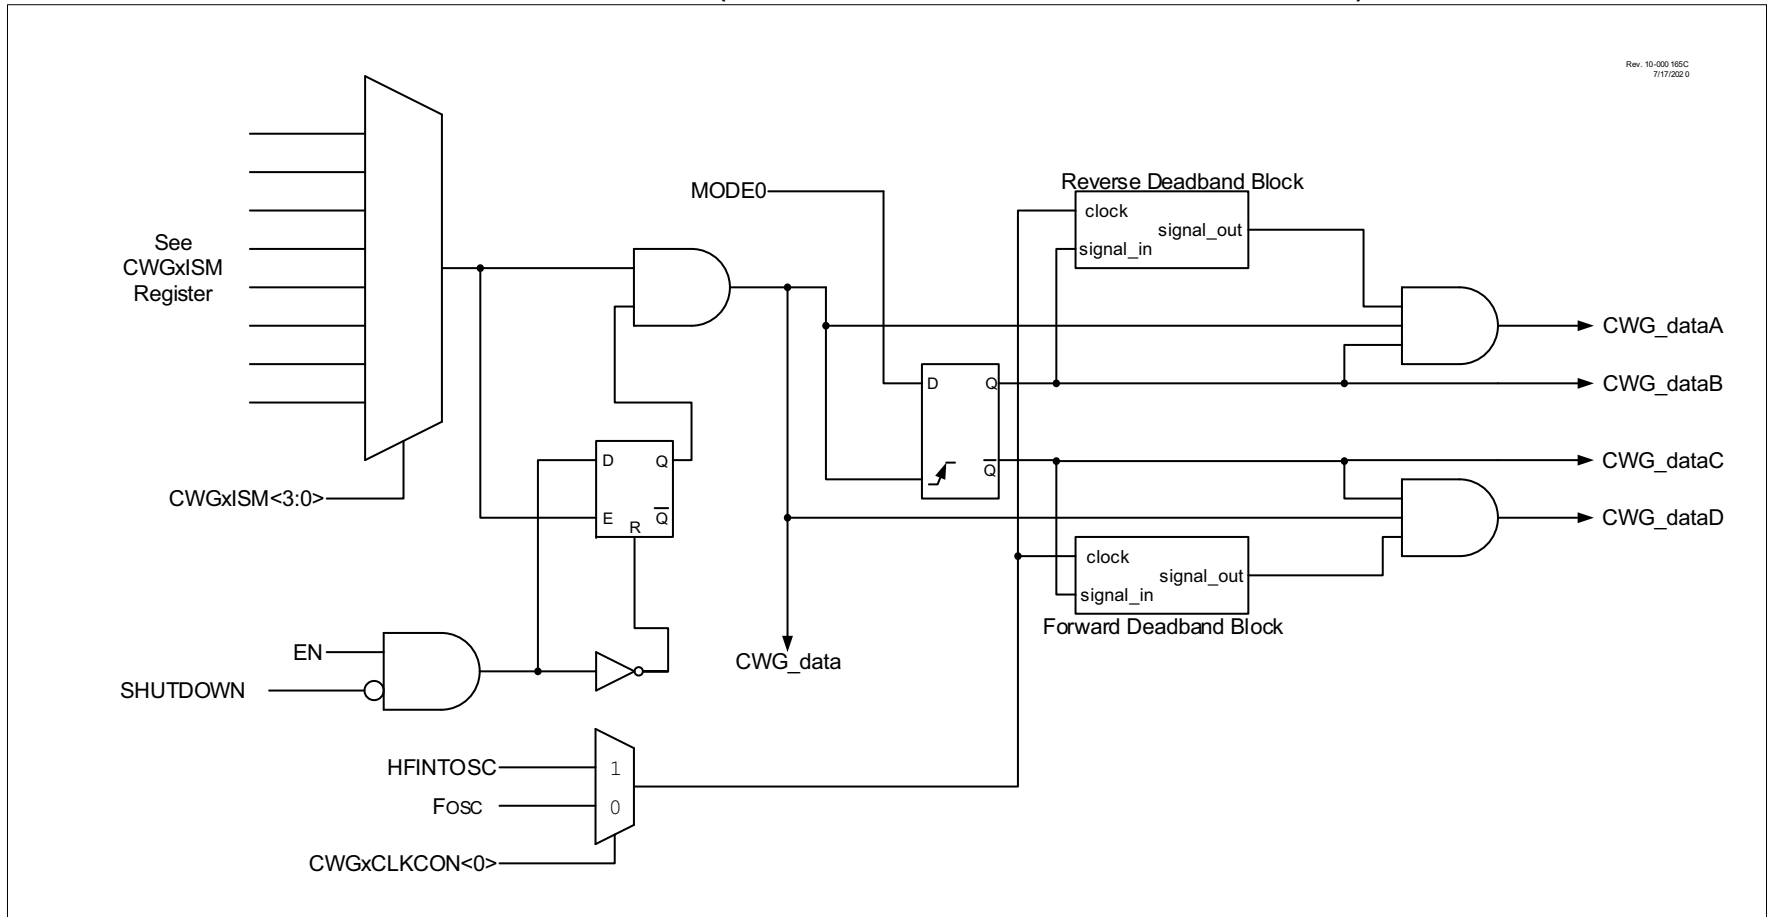 Rev. 10-000 165C
7/17/202 0
See
CWGxISM
Register
MODE0
Reverse Deadband Block
clock
signal_out
signal_in
CWG_dataA
D
Q
CWG_dataB
D
Q
Q
CWG_dataC
CWGxISM<3:0>
E
R
Q
CWG_dataD
clock
signal_out
signal_in
Forward Deadband Block
EN
CWG_data
SHUTDOWN
HFINTOSC
1
FOSC
0
CWGxCLKCON<0>